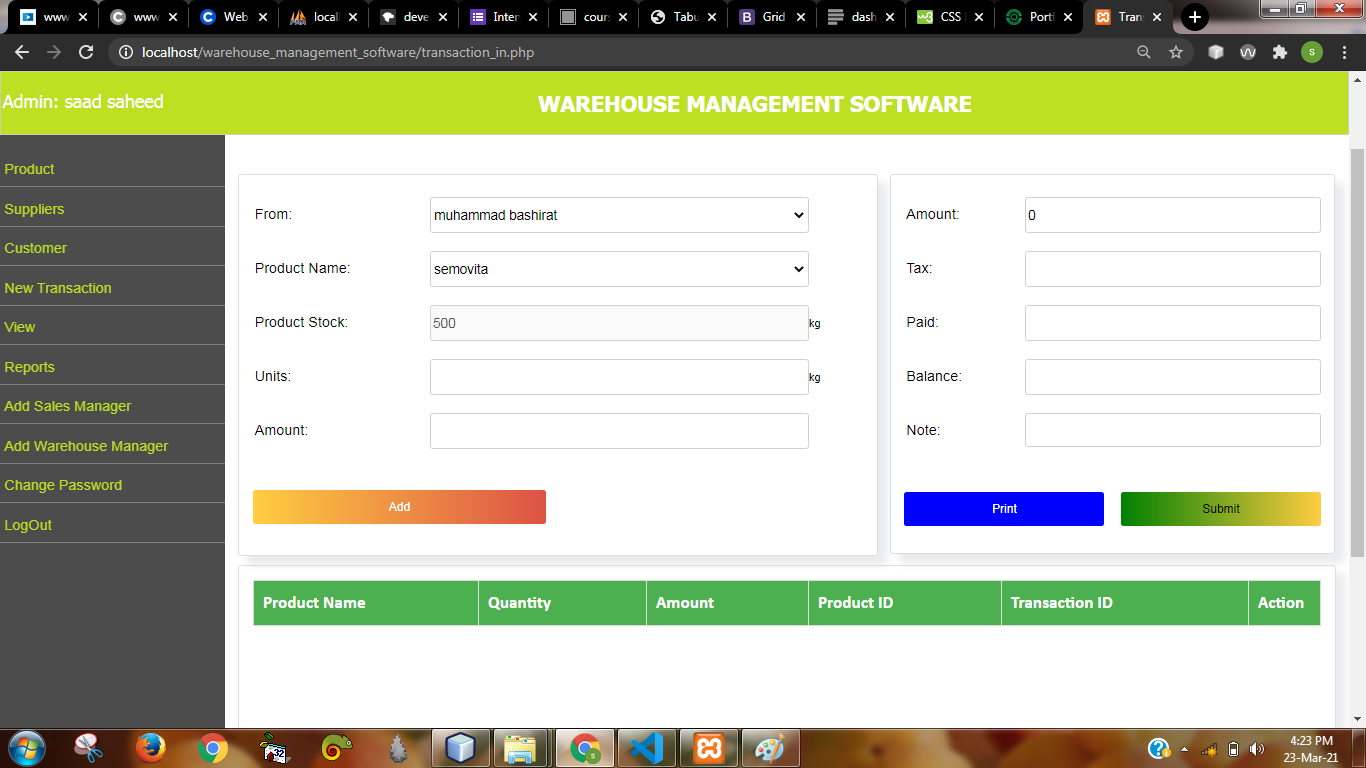 www www Web locall deve Inter cours Tabu Grid dash CSS Portf Trans
localhost/warehouse_management_software/transaction_in.php S
Admin: saad saheed WAREHOUSE MANAGEMENT SOFTWARE
Product
Suppliers
Customer
New Transaction
View
Reports
Add Sales Manager
Add Warehouse Manager
Change Password
LogOut
From: muhammad bashirat
Product Name: semovita
Product Stock: 500 kg
Units: kg
Amount:
Add
Amount: 0
Tax:
Paid:
Balance:
Note:
Print Submit
Product Name Quantity Amount Product ID Transaction ID Action
4:23 PM
23-Mar-21